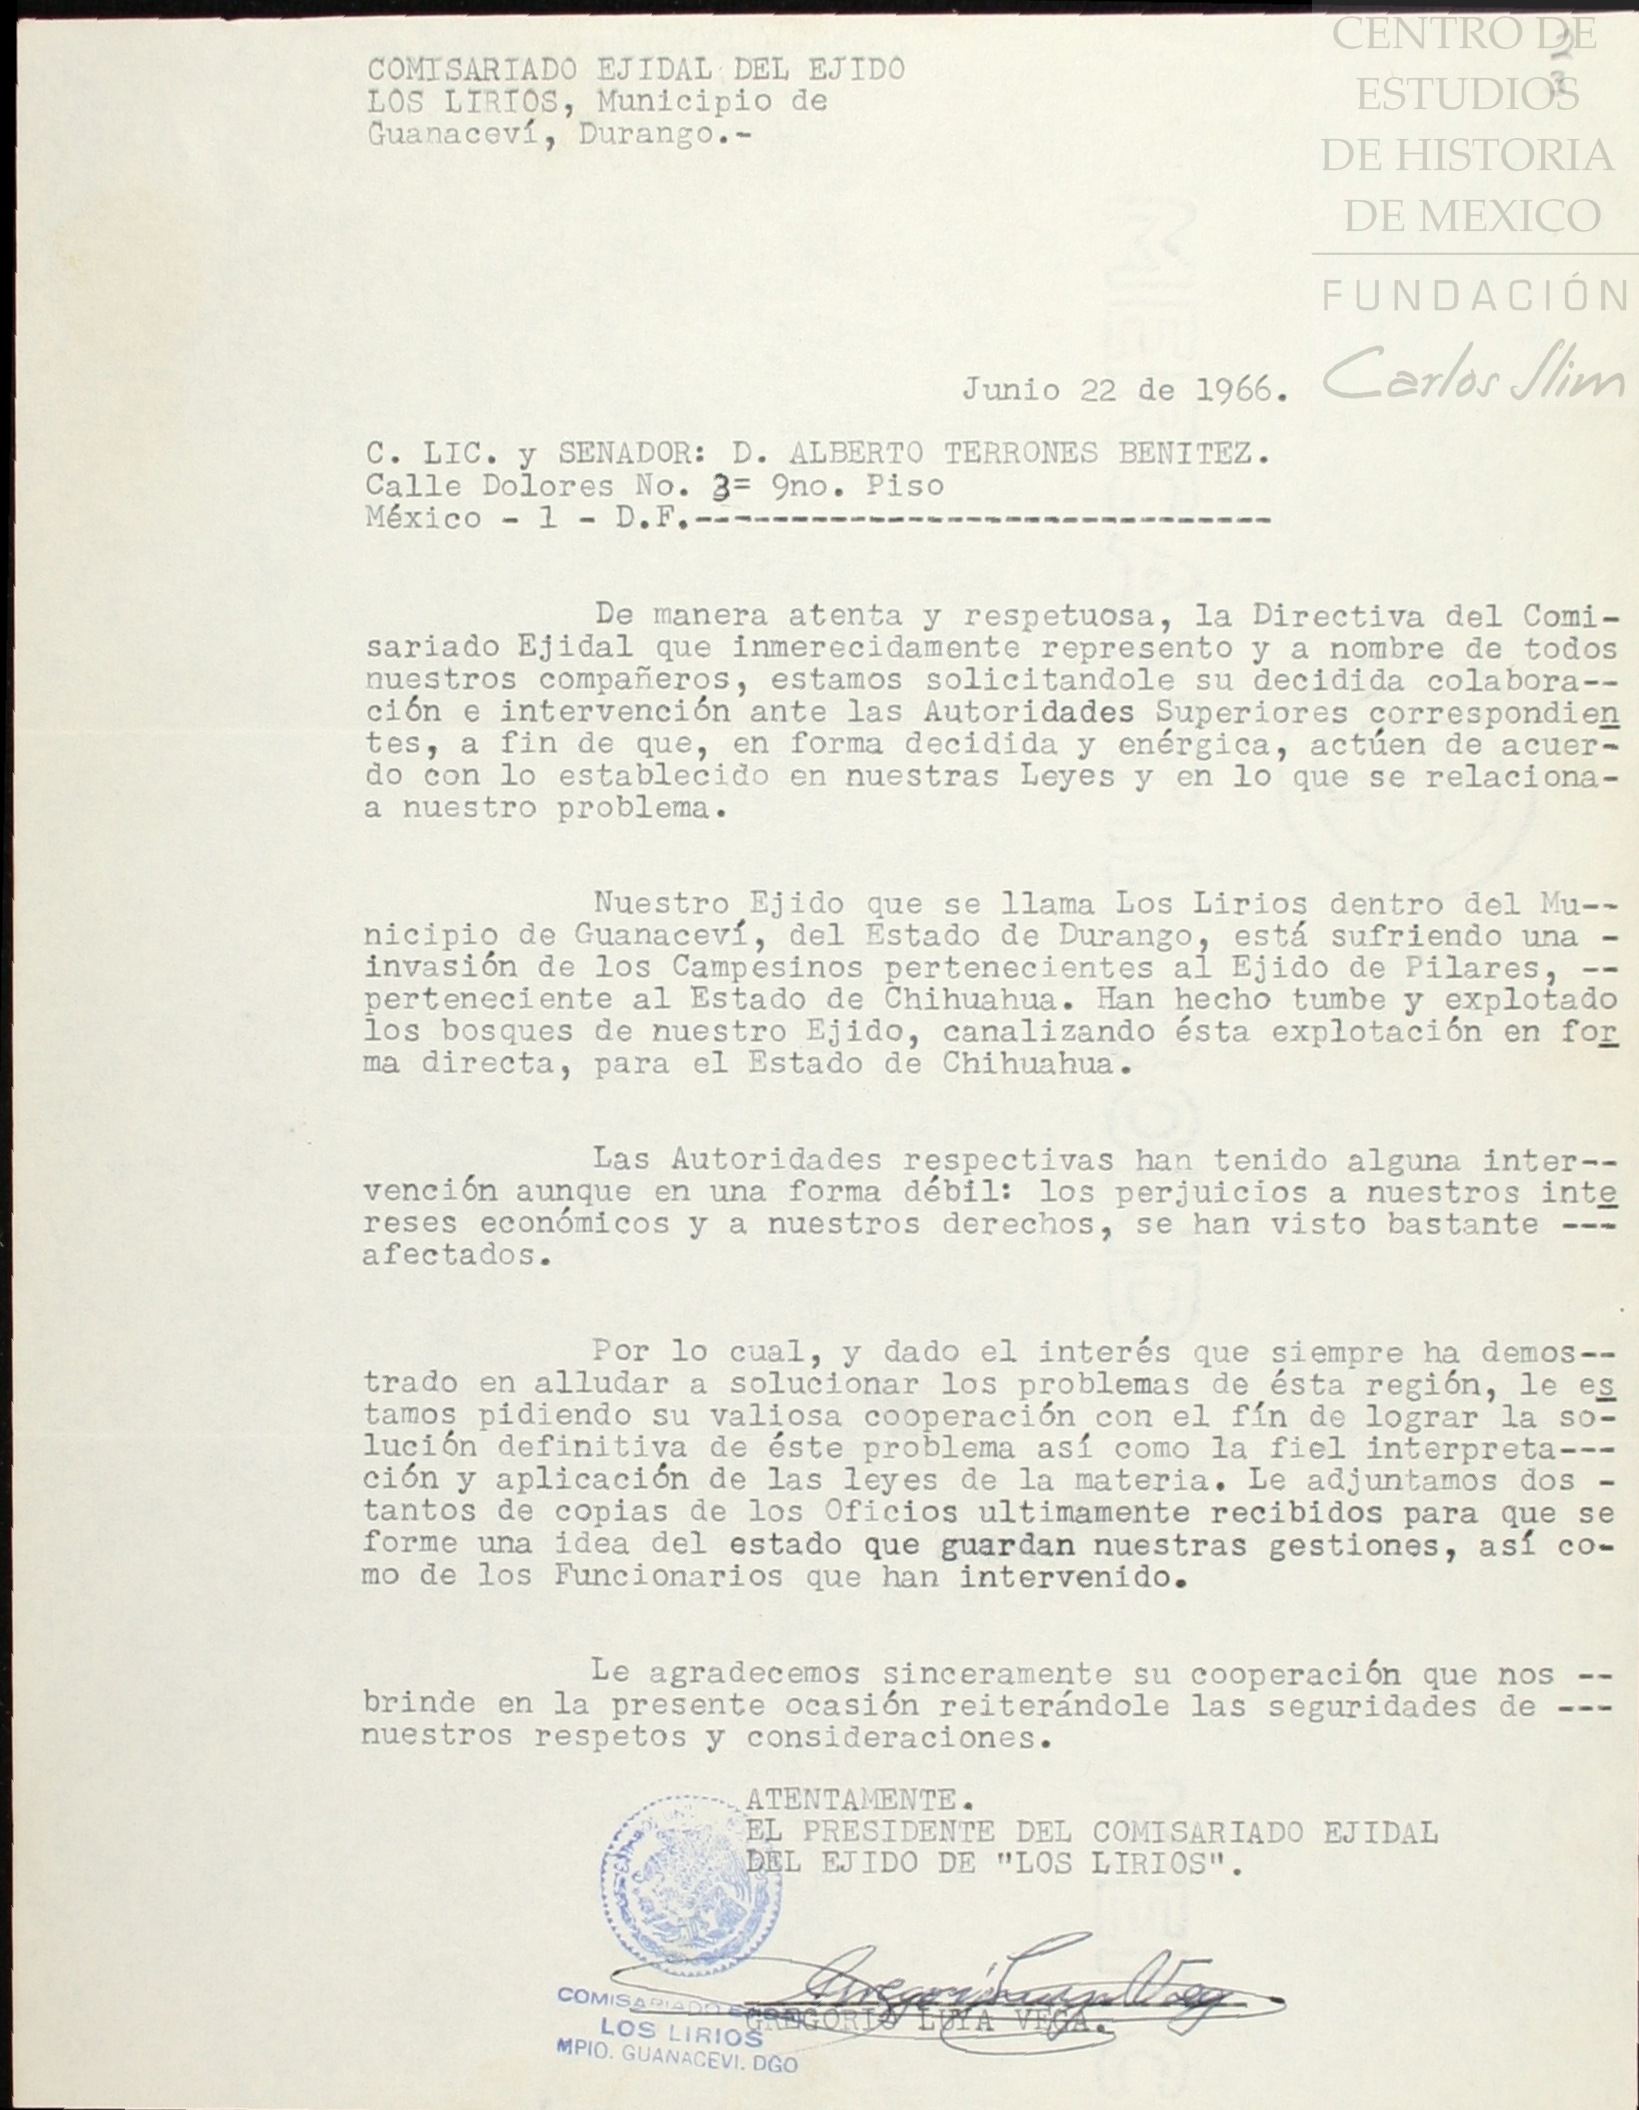 CENTRO DE
ESTUDIOS
DE HISTORIA
DE MEXICO
FUNDACIÓN
Carlos Slim
COMISARIADO EJIDAL DEL EJIDO
LOS LIRIOS, Municipio de
Guanaceví, Durango.-
Junio 22 de 1966.
C. LIC. y SENADOR: D. ALBERTO TERRONES BENITEZ.
Calle Dolores No. 3= 9no. Piso
México - 1 - D.F.------------------------------
De manera atenta y respetuosa, la Directiva del Comi-
sariado Ejidal que inmerecidamente represento y a nombre de todos
nuestros compañeros, estamos solicitandole su decidida colabora--
ción e intervención ante las Autoridades Superiores correspondien
tes, a fin de que, en forma decidida y enérgica, actúen de acuer-
do con lo establecido en nuestras Leyes y en lo que se relaciona-
a nuestro problema.
Nuestro Ejido que se llama Los Lirios dentro del Mu--
nicipio de Guanaceví, del Estado de Durango, está sufriendo una -
invasión de los Campesinos pertenecientes al Ejido de Pilares, --
perteneciente al Estado de Chihuahua. Han hecho tumbe y explotado
los bosques de nuestro Ejido, canalizando ésta explotación en for
ma directa, para el Estado de Chihuahua.
Las Autoridades respectivas han tenido alguna inter--
vención aunque en una forma débil: los perjuicios a nuestros inte
reses económicos y a nuestros derechos, se han visto bastante ---
afectados.
Por lo cual, y dado el interés que siempre ha demos--
trado en alludar a solucionar los problemas de ésta región, le es
tamos pidiendo su valiosa cooperación con el fín de lograr la so-
lución definitiva de éste problema así como la fiel interpreta---
ción y aplicación de las leyes de la materia. Le adjuntamos dos -
tantos de copias de los Oficios ultimamente recibidos para que se
forme una idea del estado que guardan nuestras gestiones, así co-
mo de los Funcionarios que han intervenido.
Le agradecemos sinceramente su cooperación que nos --
brinde en la presente ocasión reiterándole las seguridades de ---
nuestros respetos y consideraciones.
ATENTAMENTE.
EL PRESIDENTE DEL COMISARIADO EJIDAL
DEL EJIDO DE "LOS LIRIOS".
GREGORIO LUYA VEGA.
COMISARIADO EJIDAL
LOS LIRIOS
MPIO. GUANACEVI. DGO